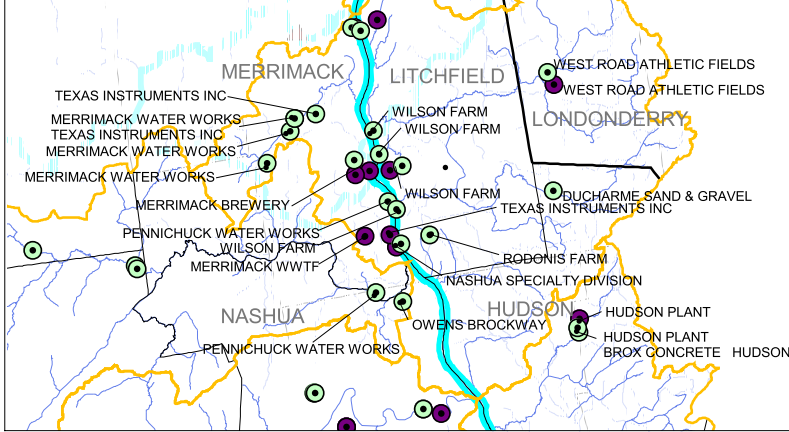 WEST ROAD ATHLETIC FIELDS
MERRIMACK
LITCHFIELD
WEST ROAD ATHLETIC FIELDS
TEXAS INSTRUMENTS INC
WILSON FARM
MERRIMACK WATER WORKS
LONDONDERRY
WILSON FARM
TEXAS INSTRUMENTS INC
MERRIMACK WATER WORKS
MERRIMACK WATER WORKS
WILSON FARM
DUCHARME SAND & GRAVEL
MERRIMACK BREWERY
TEXAS INSTRUMENTS INC
PENNICHUCK WATER WORKS
WILSON FARM
RODONIS FARM
MERRIMACK WWTF
NASHUA SPECIALTY DIVISION
HUDSON
HUDSON PLANT
NASHUA
OWENS BROCKWAY
HUDSON PLANT
PENNICHUCK WATER WORKS
BROX CONCRETE HUDSON